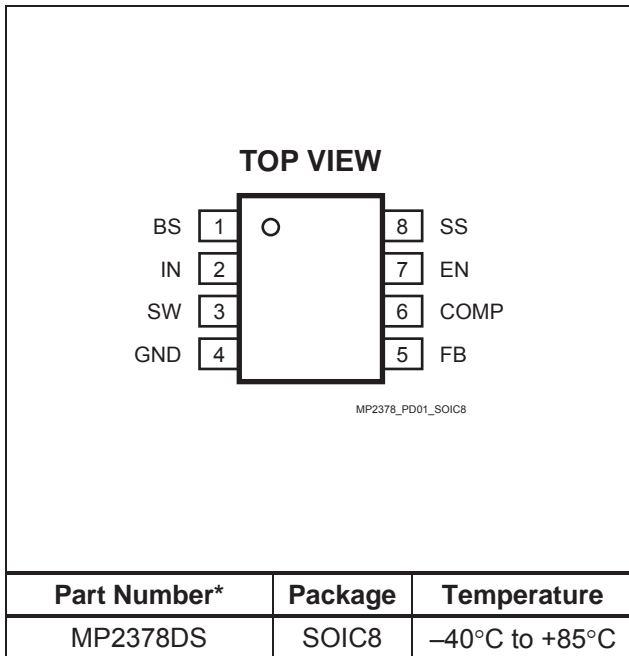 TOP VIEW
BS 1 8 SS
IN 2 7 EN
SW 3 6 COMP
GND 4 5 FB
MP2378_PD01_SOIC8
Part Number* Package Temperature
MP2378DS SOIC8 –40°C to +85°C